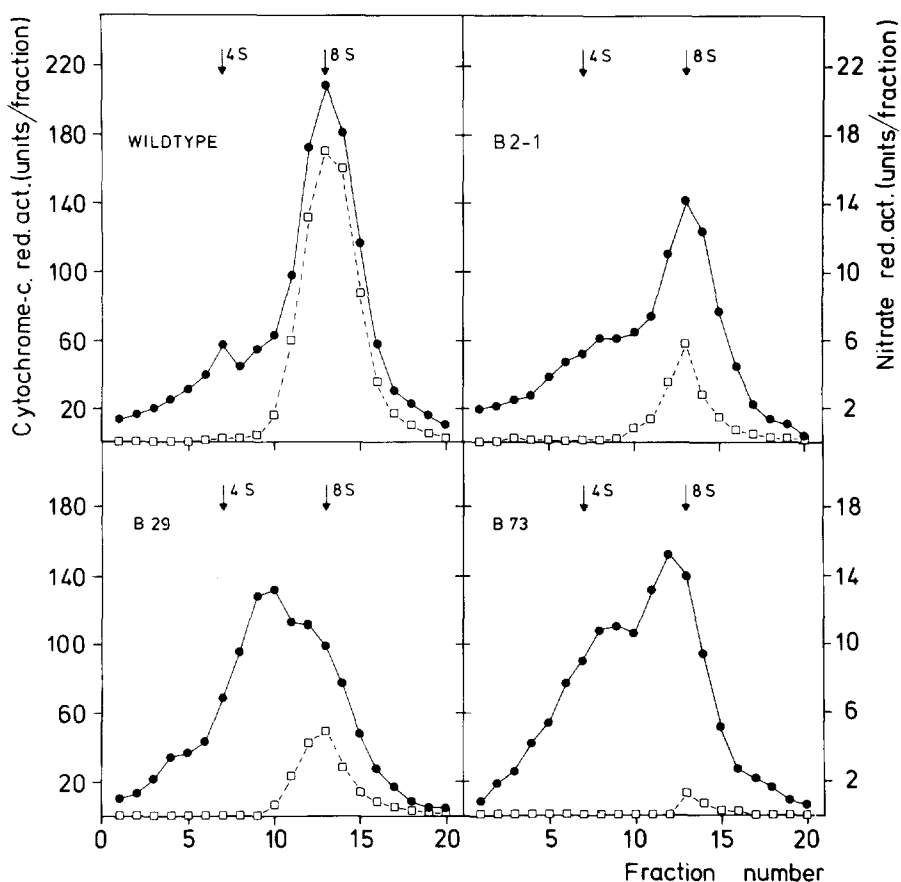 Cytochrome-c. red. act. (units/fraction)
220
180
140
100
60
20
4 S
8 S
WILDTYPE
4 S
8 S
B 2-1
22
18
14
10
6
2
Nitrate red. act. (units/fraction)
180
140
100
60
20
4 S
8 S
B 29
4 S
8 S
B 73
18
14
10
6
2
0 5 10 15 20
5 10 15 20
Fraction number